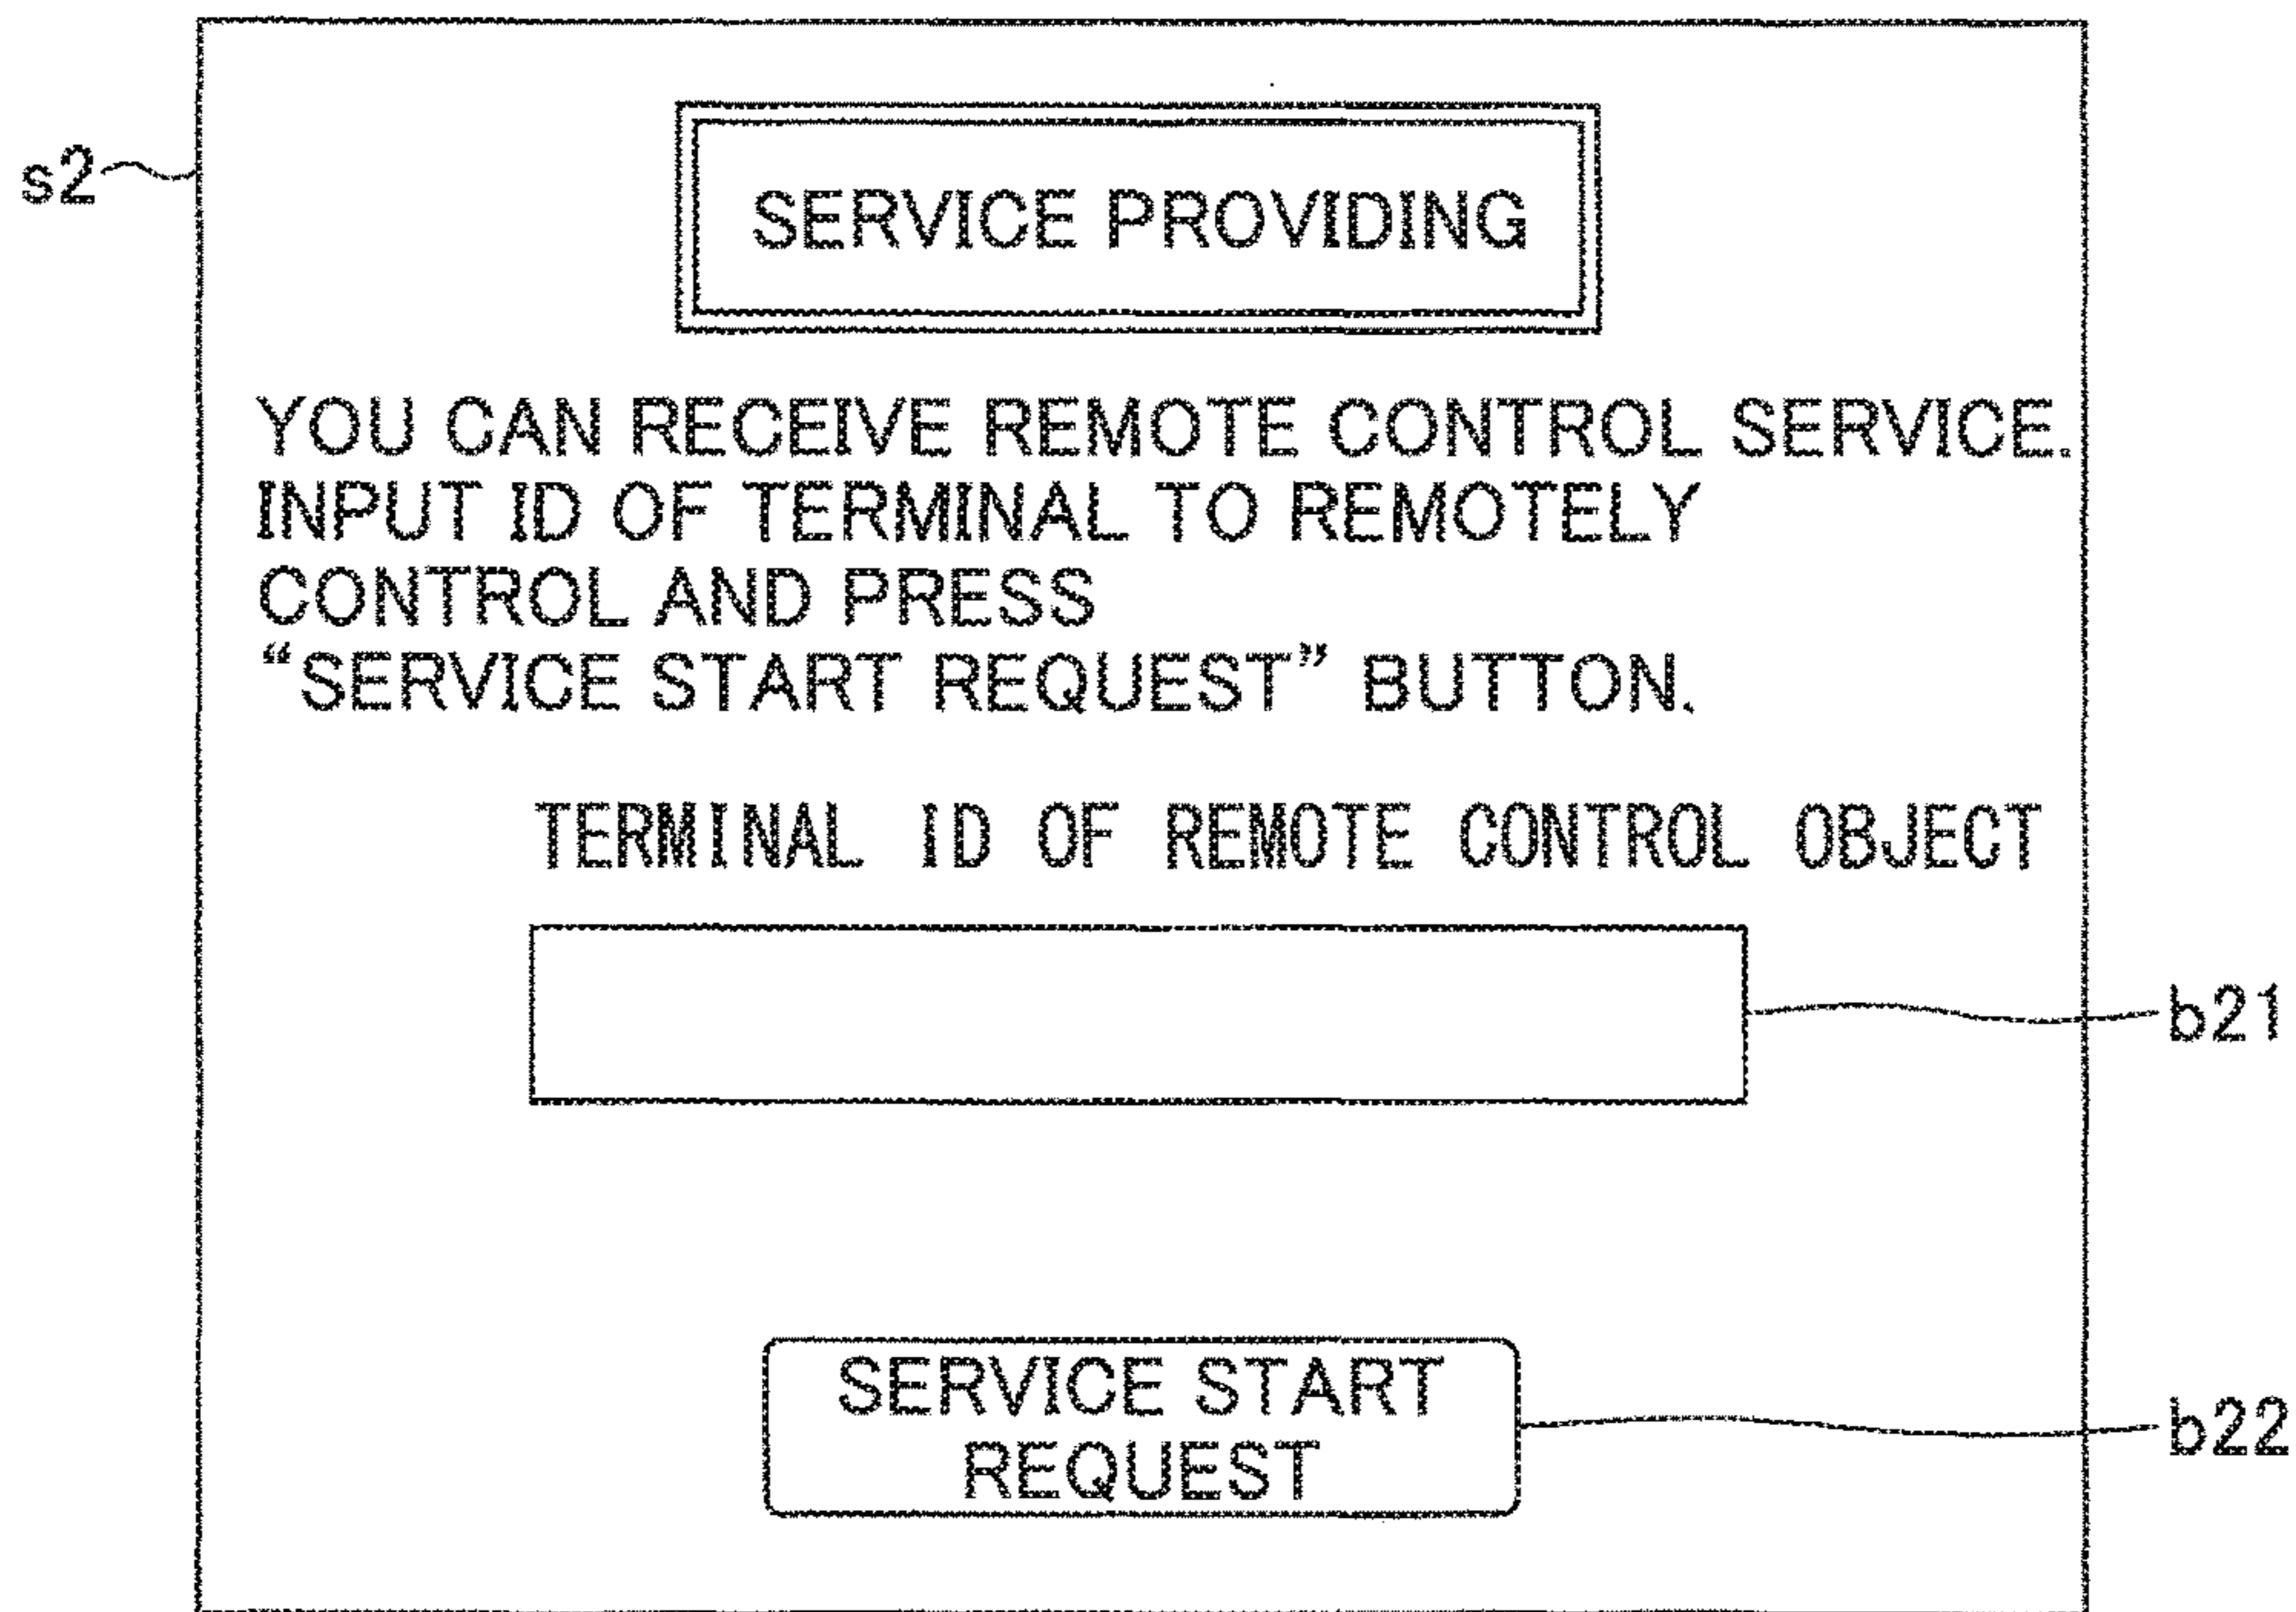 s2
SERVICE PROVIDING
YOU CAN RECEIVE REMOTE CONTROL SERVICE.
INPUT ID OF TERMINAL TO REMOTELY
CONTROL AND PRESS
“SERVICE START REQUEST” BUTTON.
TERMINAL ID OF REMOTE CONTROL OBJECT
b21
SERVICE START
REQUEST
b22